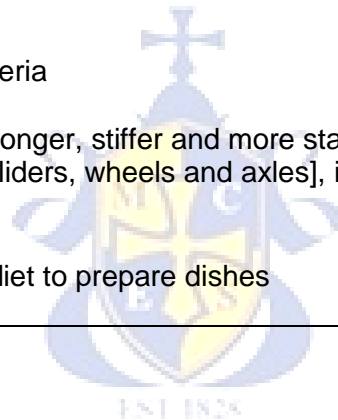 eria
onger, stiffer and more sta
liders, wheels and axles], i
liet to prepare dishes
M C
E S
EST 1828